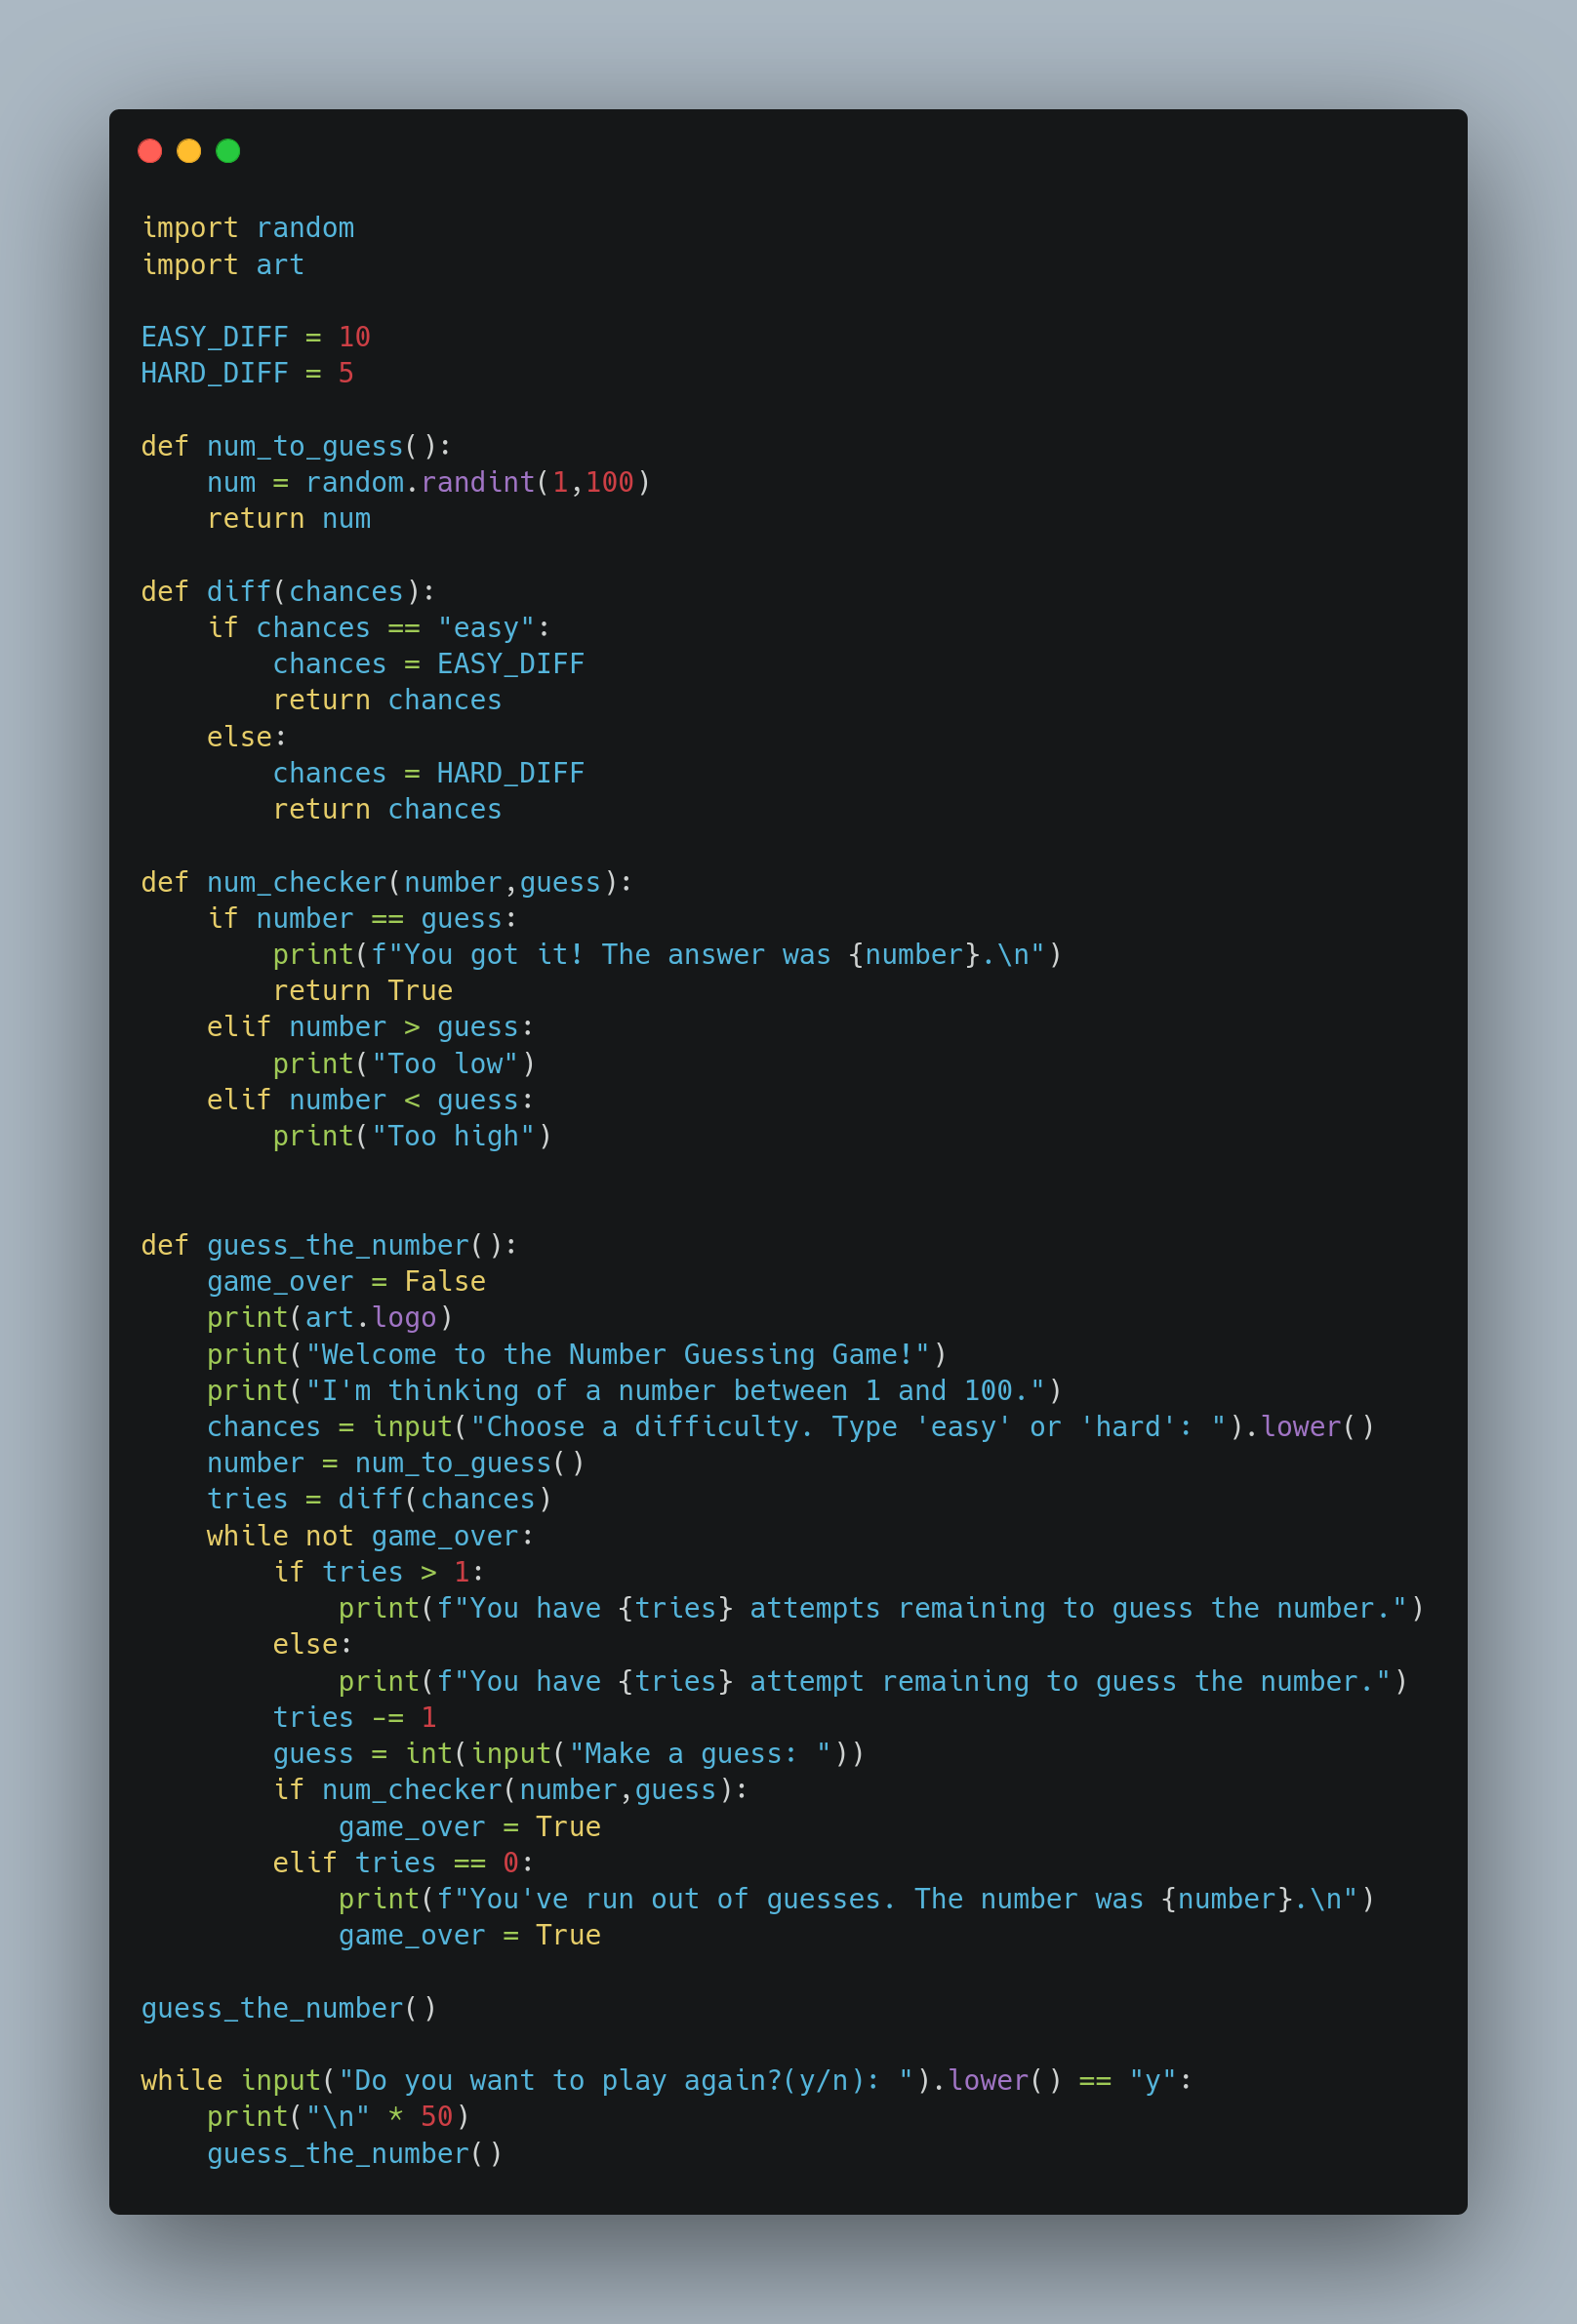 import random
import art

EASY_DIFF = 10
HARD_DIFF = 5

def num_to_guess():
    num = random.randint(1,100)
    return num

def diff(chances):
    if chances == "easy":
        chances = EASY_DIFF
        return chances
    else:
        chances = HARD_DIFF
        return chances

def num_checker(number,guess):
    if number == guess:
        print(f"You got it! The answer was {number}.\n")
        return True
    elif number > guess:
        print("Too low")
    elif number < guess:
        print("Too high")


def guess_the_number():
    game_over = False
    print(art.logo)
    print("Welcome to the Number Guessing Game!")
    print("I'm thinking of a number between 1 and 100.")
    chances = input("Choose a difficulty. Type 'easy' or 'hard': ").lower()
    number = num_to_guess()
    tries = diff(chances)
    while not game_over:
        if tries > 1:
            print(f"You have {tries} attempts remaining to guess the number.")
        else:
            print(f"You have {tries} attempt remaining to guess the number.")
        tries -= 1
        guess = int(input("Make a guess: "))
        if num_checker(number,guess):
            game_over = True
        elif tries == 0:
            print(f"You've run out of guesses. The number was {number}.\n")
            game_over = True

guess_the_number()

while input("Do you want to play again?(y/n): ").lower() == "y":
    print("\n" * 50)
    guess_the_number()